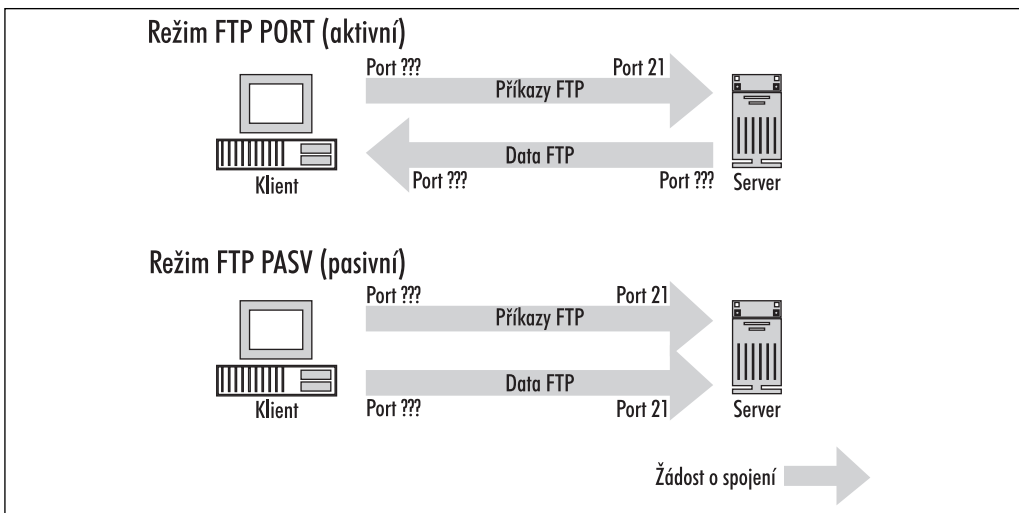 Režim FTP PORT (aktivní)
Port ??? Port 21
Příkazy FTP
Data FTP
Port ??? Port ???
Klient Server
Režim FTP PASV (pasivní)
Port ??? Port 21
Příkazy FTP
Data FTP
Port ??? Port 21
Klient Server
Žádost o spojení